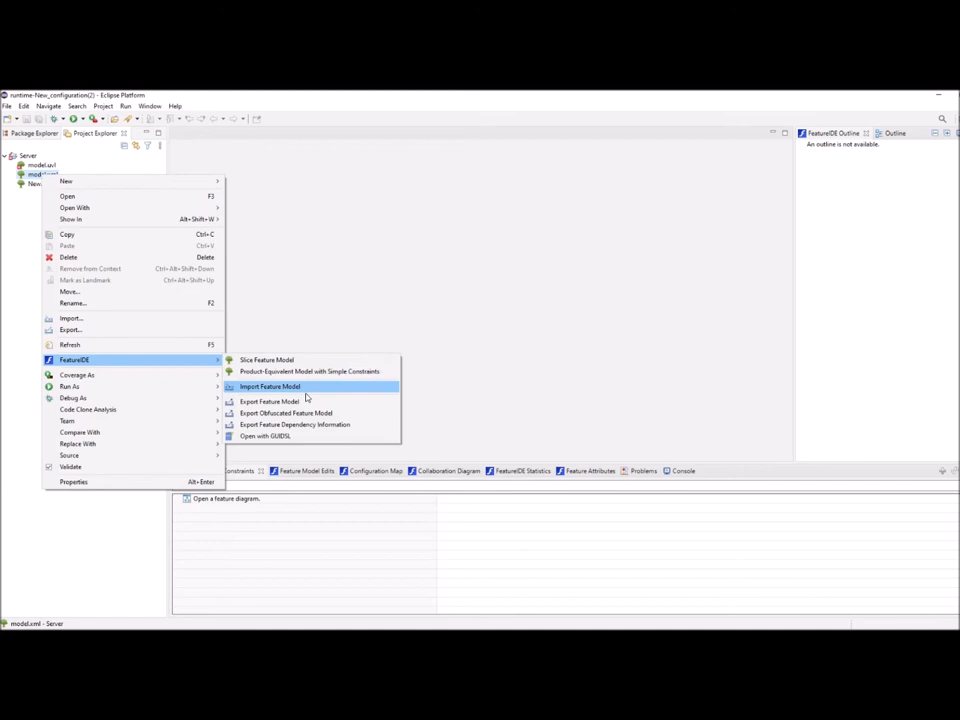 runtime-New_configuration(2) - Eclipse Platform
File Edit Navigate Search Project Run Window Help
Package Explorer Project Explorer
FeatureIDE Outline Outline
An outline is not available.
Server
model.uvl
model.xml
New
New
Open F3
Open With
Show In Alt+Shift+W
Copy Ctrl+C
Paste Ctrl+V
Delete Delete
Remove from Context Ctrl+Alt+Shift+Down
Mark as Landmark Ctrl+Alt+Shift+Up
Move...
Rename... F2
Import...
Export...
Refresh F5
FeatureIDE
Coverage As
Run As
Debug As
Code Clone Analysis
Team
Compare With
Replace With
Source
Validate
Properties Alt+Enter
Slice Feature Model
Product-Equivalent Model with Simple Constraints
Import Feature Model
Export Feature Model
Export Obfuscated Feature Model
Export Feature Dependency Information
Open with GUIDSL
onstraints Feature Model Edits Configuration Map Collaboration Diagram FeatureIDE Statistics Feature Attributes Problems Console
Open a feature diagram.
model.xml - Server